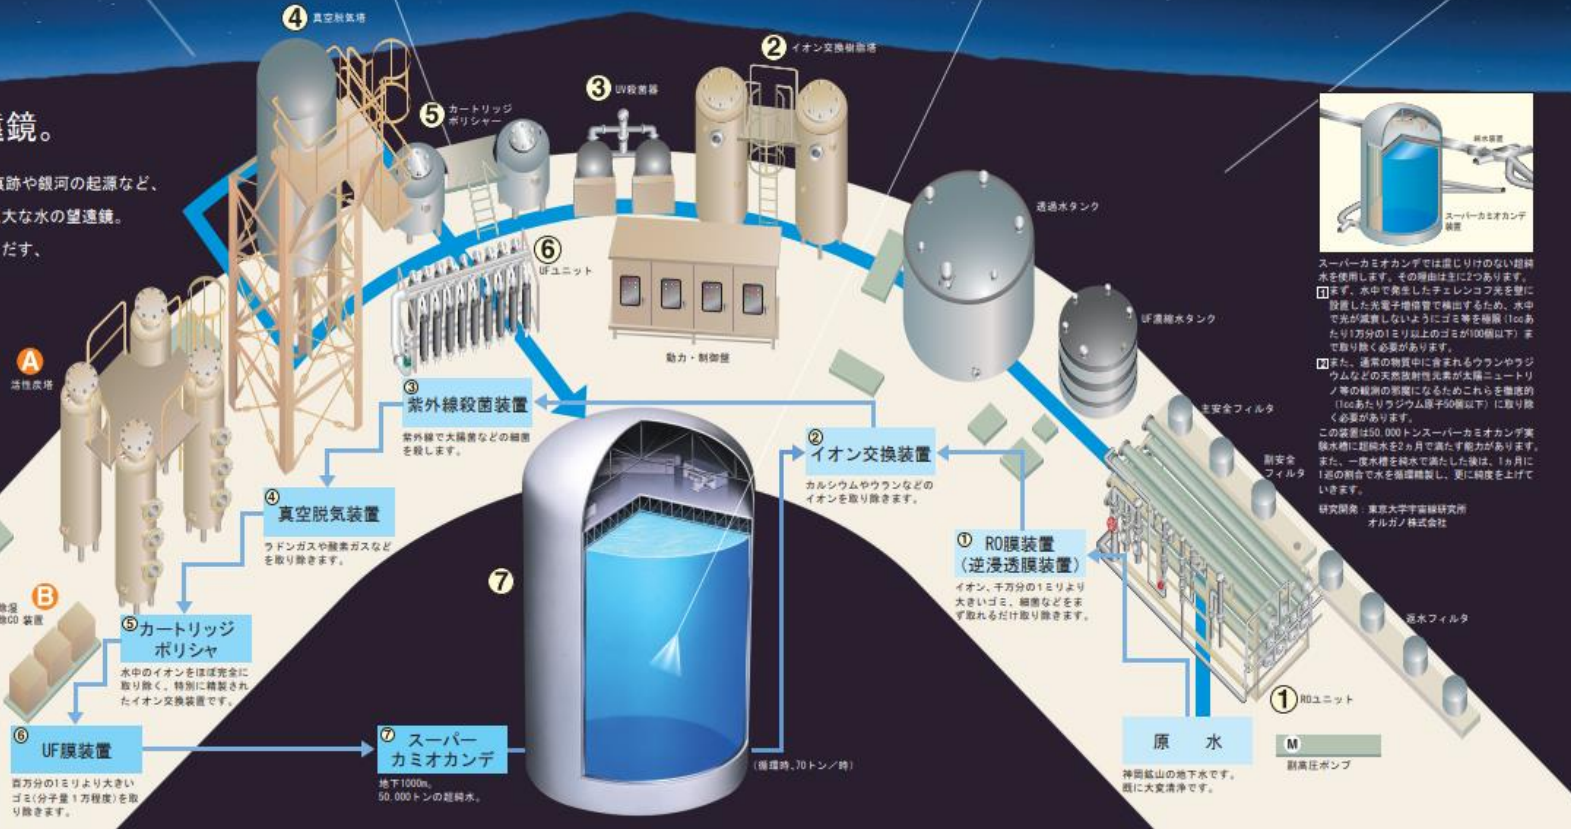 鏡。
跡や銀河の起源など、
大な水の望遠鏡。
だす、
④ 真空脱気塔
⑤ カートリッジ
ポリシャー
③ UV殺菌器
② イオン交換樹脂塔
⑥
UFユニット
動力・制御盤
透過水タンク
UF濃縮水タンク
主安全フィルタ
副安全
フィルタ
返水フィルタ
① ROユニット
M
副高圧ポンプ
A
活性炭塔
B
除湿
除CO 装置
原 水
神岡鉱山の地下水です。
既に大変清浄です。
① RO膜装置
(逆浸透膜装置)
イオン、千万分の1ミリより
大きいゴミ、細菌などをま
ず取れるだけ取り除きます。
②
イオン交換装置
カルシウムやウランなどの
イオンを取り除きます。
③
紫外線殺菌装置
紫外線で大腸菌などの細菌
を殺します。
④
真空脱気装置
ラドンガスや酸素ガスなど
を取り除きます。
⑤カートリッジ
ポリシャ
水中のイオンをほぼ完全に
取り除く、特別に精製され
たイオン交換装置です。
⑥
UF膜装置
百万分の1ミリより大きい
ゴミ(分子量1万程度)を取
り除きます。
⑦ スーパー
カミオカンデ
地下1000m。
50,000トンの超純水。
⑦
(循環時、70トン/時)
純水装置
スーパーカミオカンデ
装置
スーパーカミオカンデでは混じりけのない超純
水を使用します。その理由は主に2つあります。
1 まず、水中で発生したチェレンコフ光を壁に
設置した光電子増倍管で検出するため、水中
で光が減衰しないようにゴミ等を極限(1ccあ
たり1万分の1ミリ以上のゴミが100個以下)ま
で取り除く必要があります。
2 また、通常の物質中に含まれるウランやラジ
ウムなどの天然放射性元素が太陽ニュートリ
ノ等の観測の邪魔になるためこれらを徹底的
(1ccあたりラジウム原子50個以下)に取り除
く必要があります。
この装置は50,000トンスーパーカミオカンデ実
験水槽に超純水を2ヵ月で満たす能力があります。
また、一度水槽を純水で満たした後は、1ヵ月に
1巡の割合で水を循環精製し、更に純度を上げて
いきます。
研究開発:東京大学宇宙線研究所
オルガノ株式会社